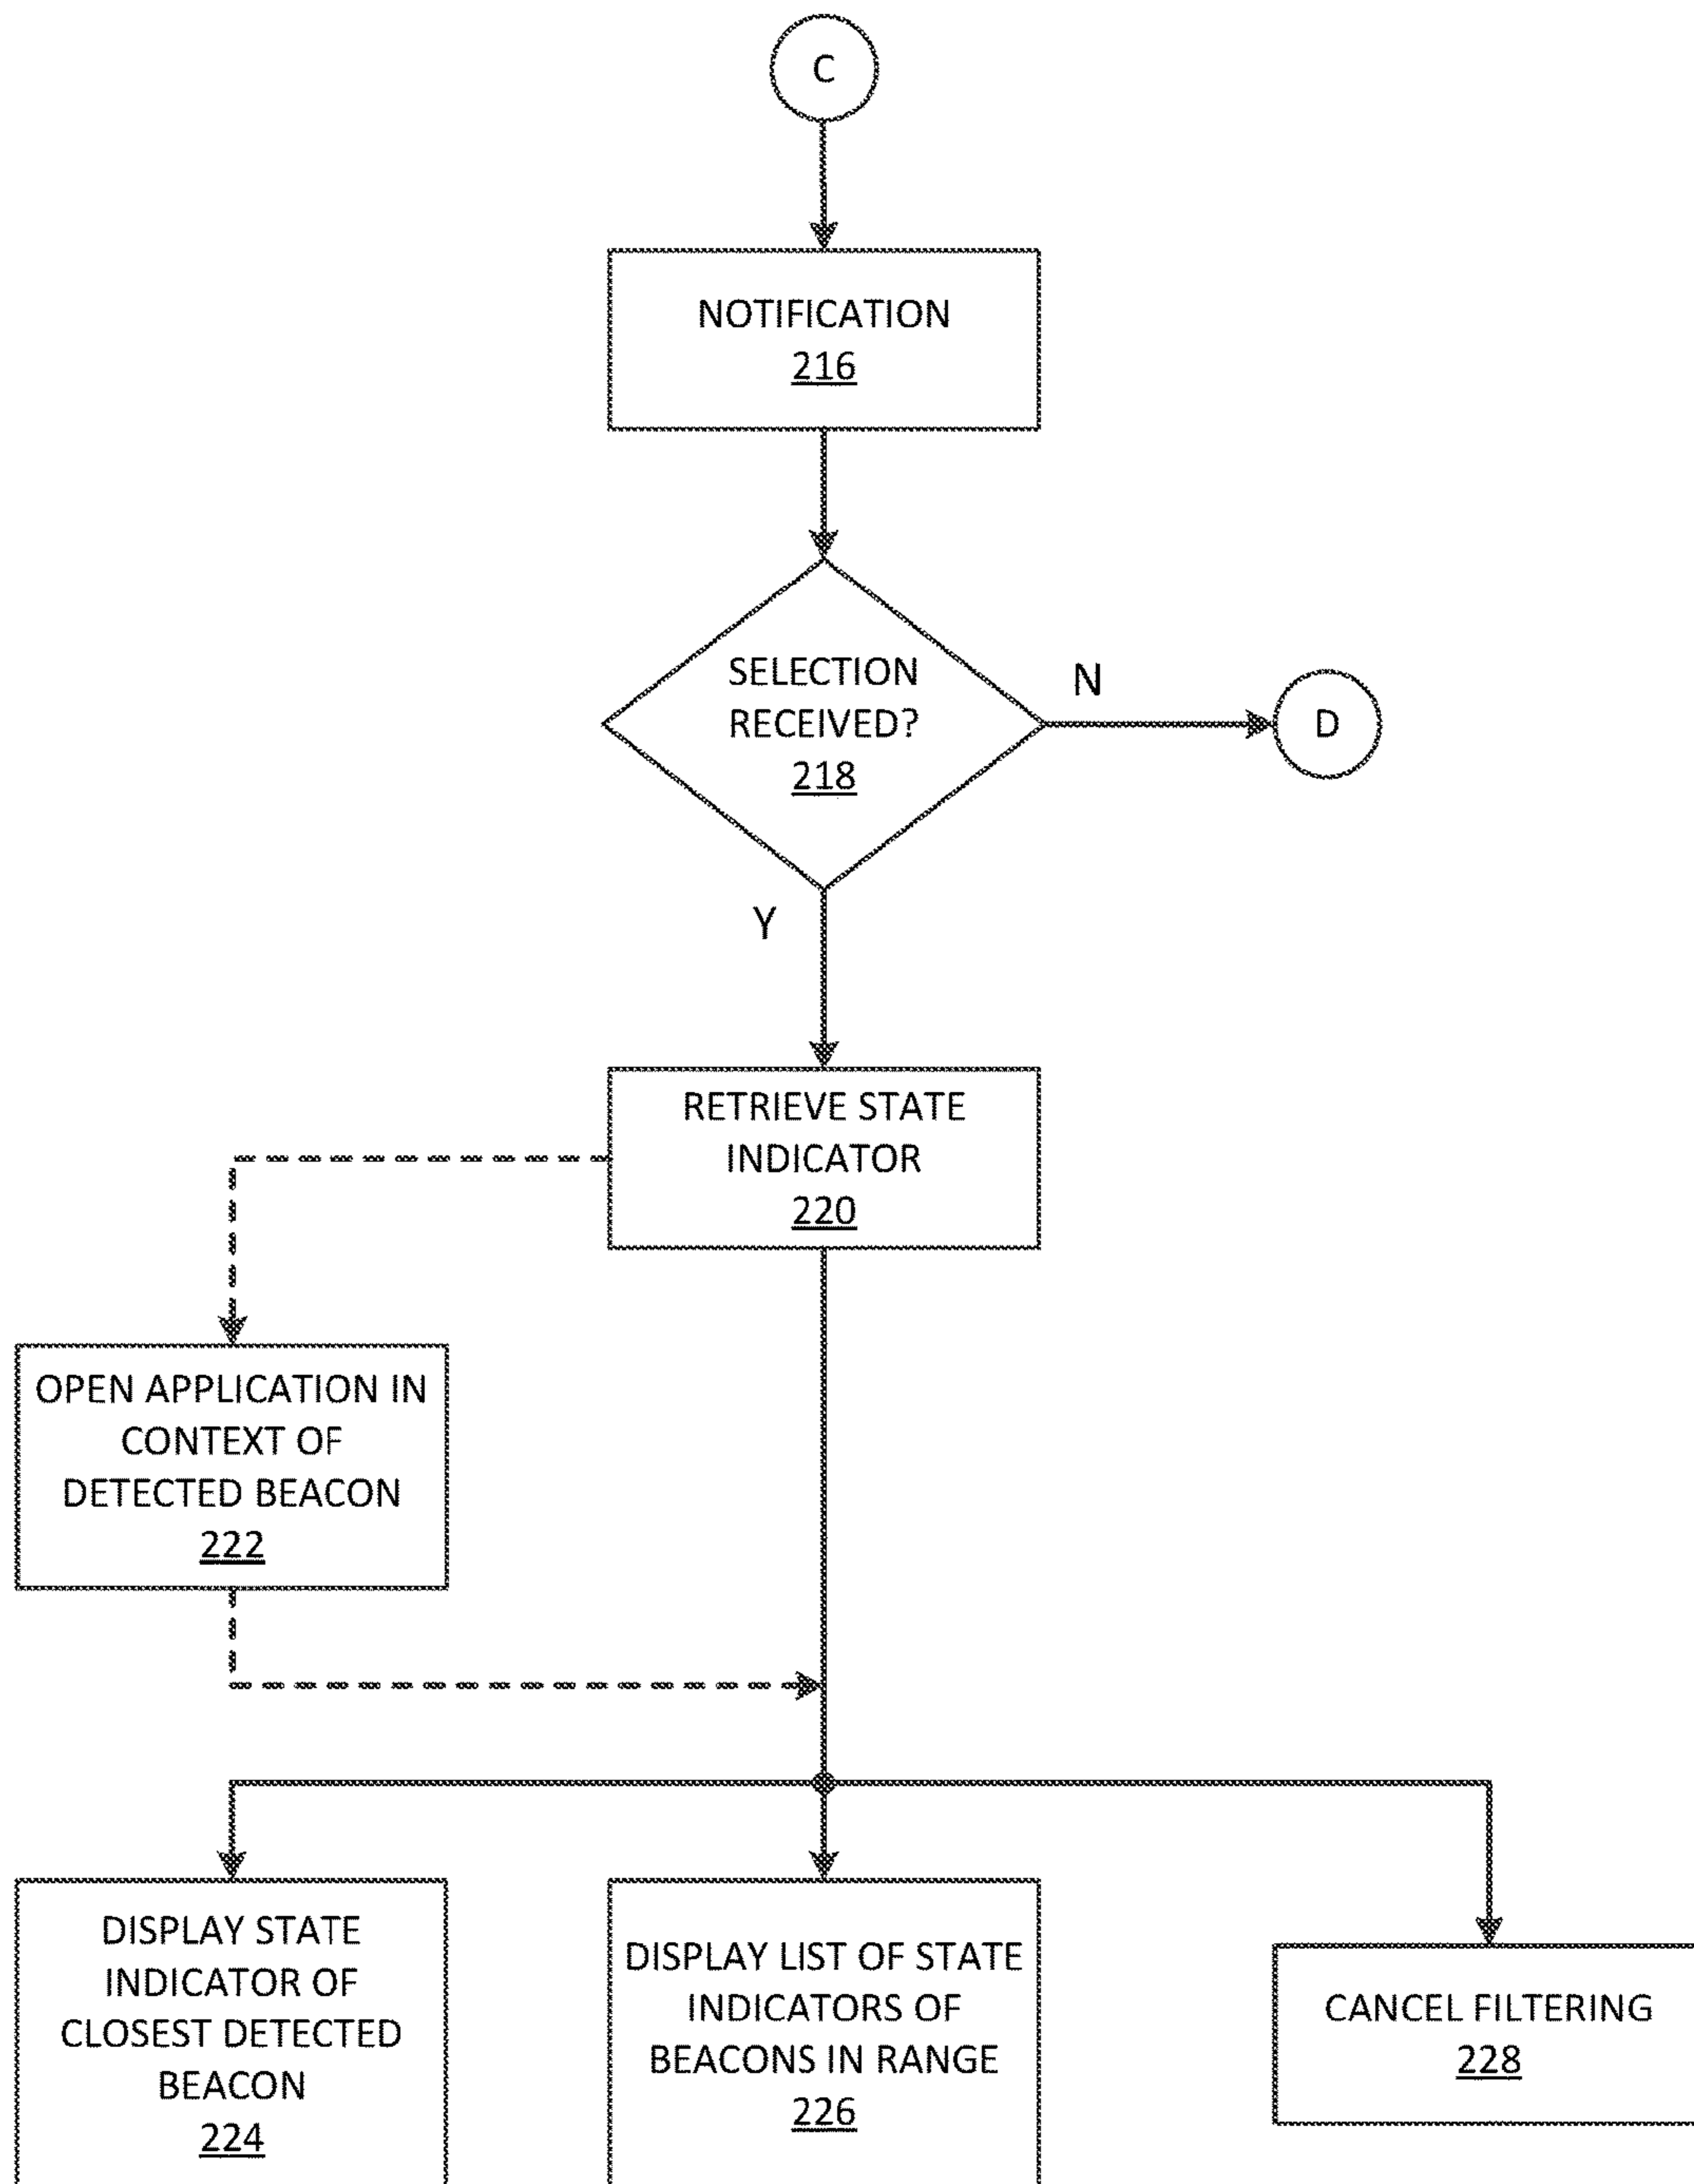 C
NOTIFICATION
216
SELECTION
RECEIVED?
218
N
D
Y
RETRIEVE STATE
INDICATOR
220
OPEN APPLICATION IN
CONTEXT OF
DETECTED BEACON
222
DISPLAY STATE
INDICATOR OF
CLOSEST DETECTED
BEACON
224
DISPLAY LIST OF STATE
INDICATORS OF
BEACONS IN RANGE
226
CANCEL FILTERING
228